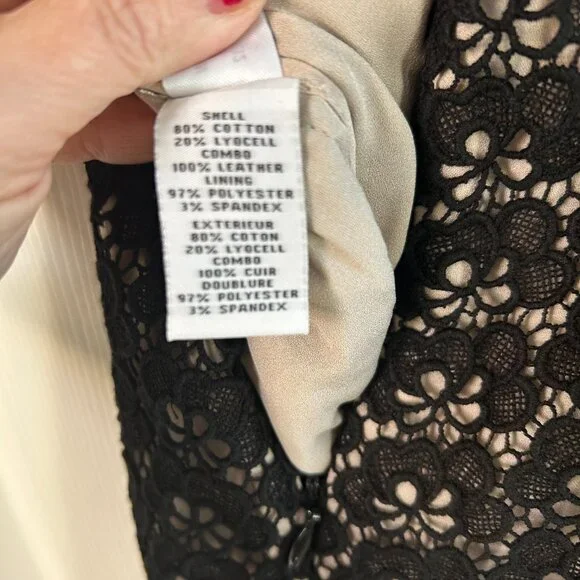 SHELL
80% COTTON
20% LYOCELL
COMBO
100% LEATHER
LINING
97% POLYESTER
3% SPANDEX
EXTERIEUR
80% COTON
20% LYOCELL
COMBO
100% CUIR
DOUBLURE
97% POLYESTER
3% SPANDEX